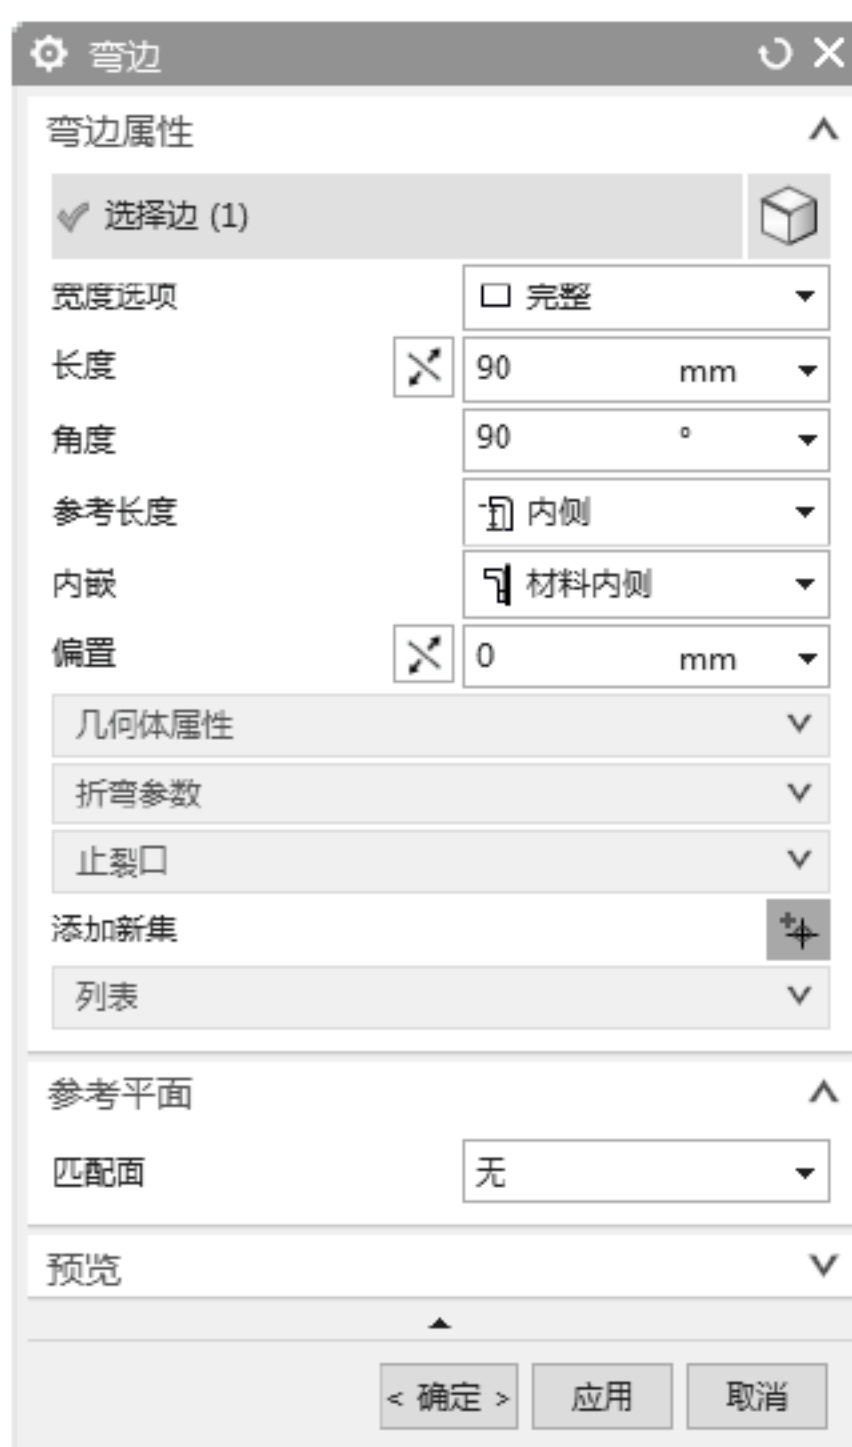 弯边
弯边属性
选择边 (1)
宽度选项 完整
长度 90 mm
角度 90 °
参考长度 内侧
内嵌 材料内侧
偏置 0 mm
几何体属性
折弯参数
止裂口
添加新集
列表
参考平面
匹配面 无
预览
< 确定 > 应用 取消